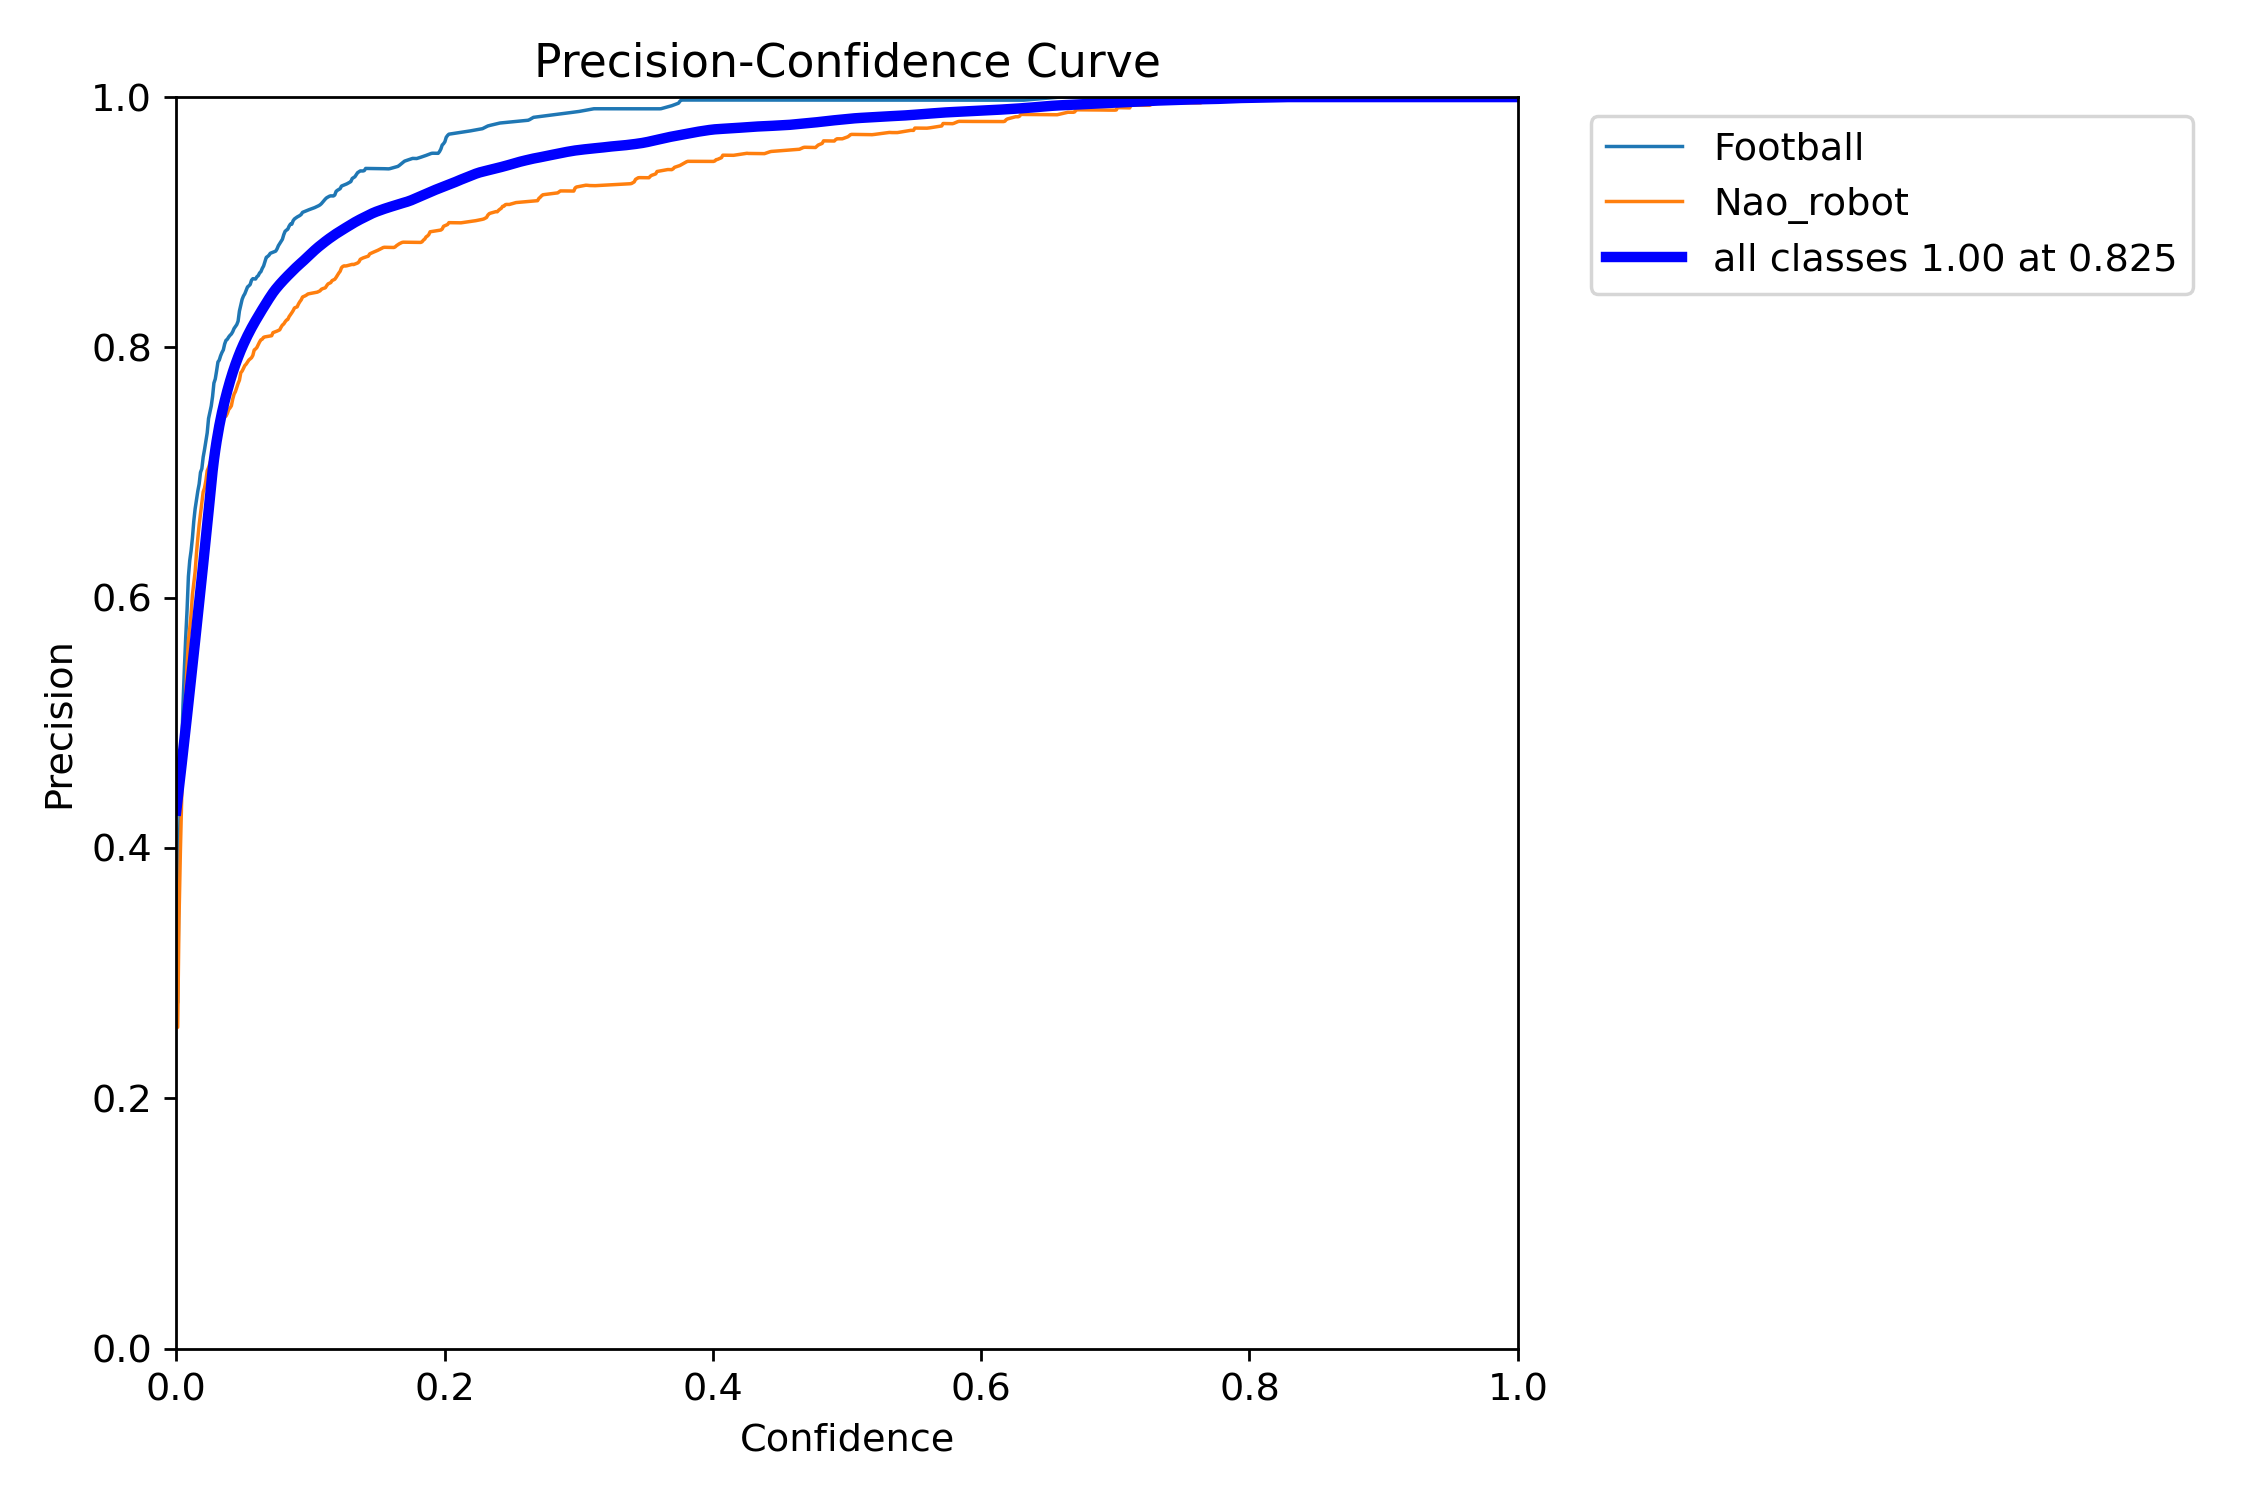 Precision-Confidence Curve
1.0
0.8
0.6
0.4
0.2
0.0
Precision
0.0 0.2 0.4 0.6 0.8 1.0
Confidence
Football
Nao_robot
all classes 1.00 at 0.825